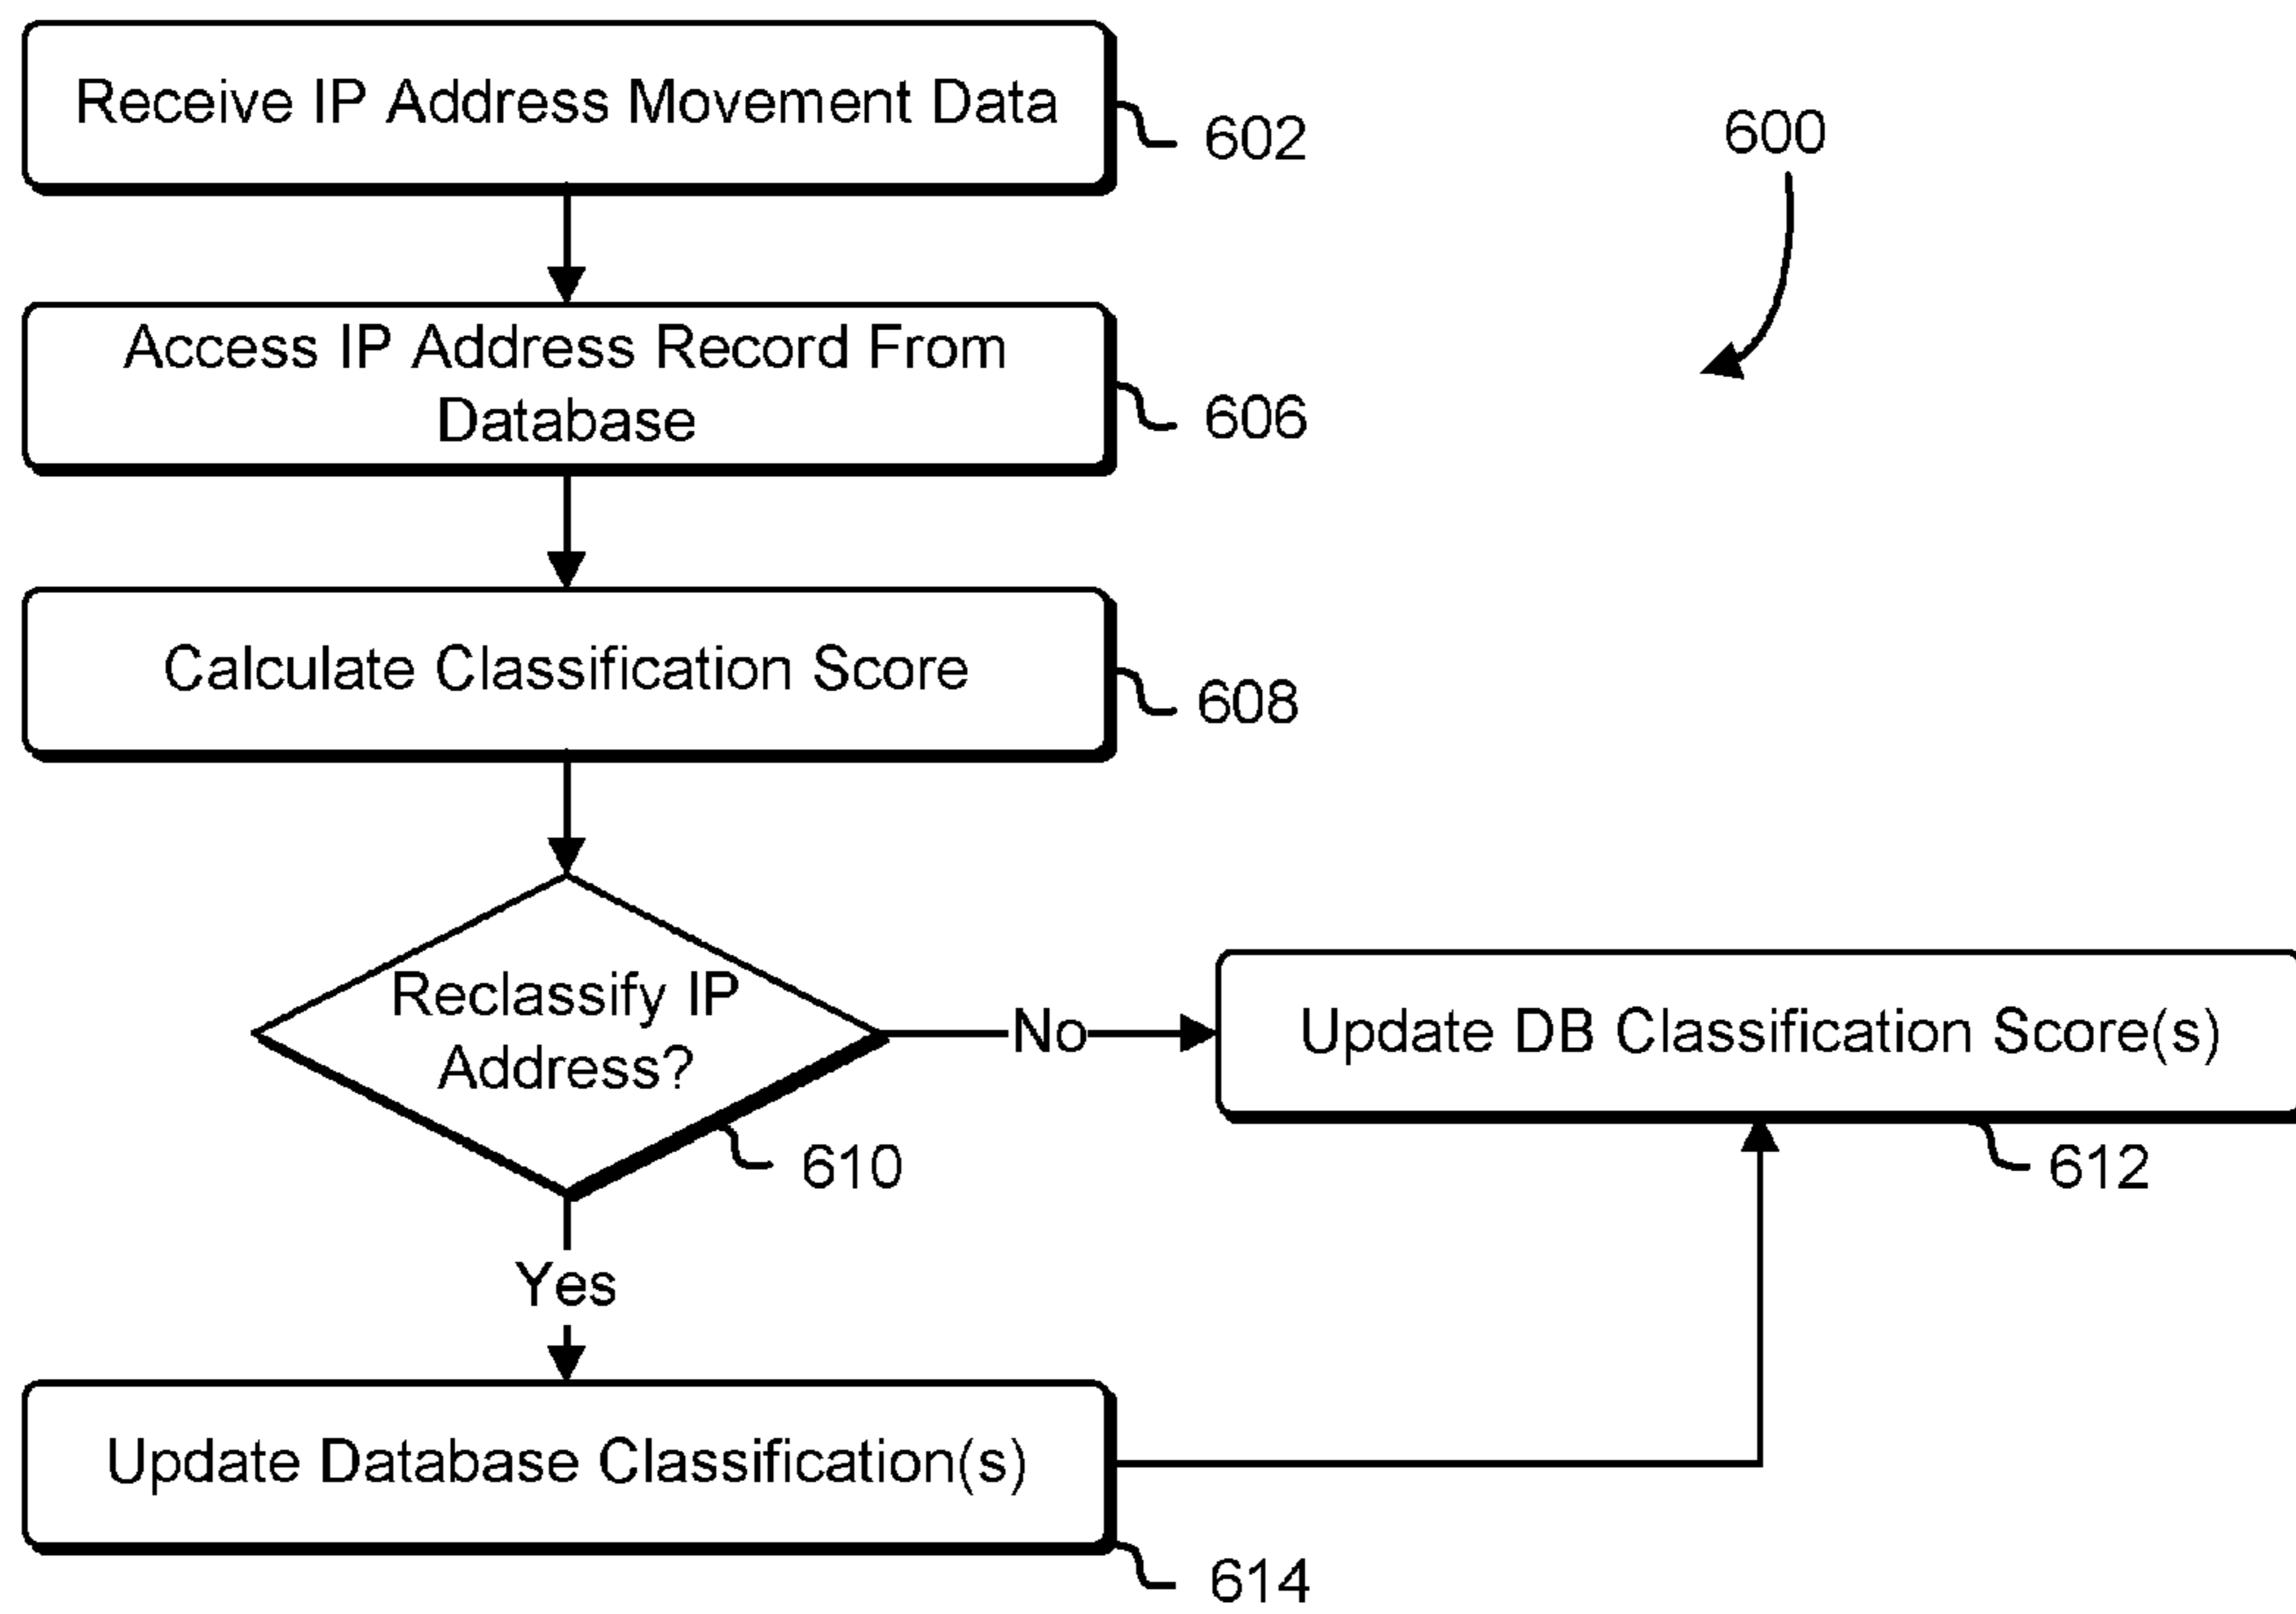 Receive IP Address Movement Data
602
600
Access IP Address Record From
Database
606
Calculate Classification Score
608
Reclassify IP
Address?
610
No
Update DB Classification Score(s)
612
Yes
Update Database Classification(s)
614